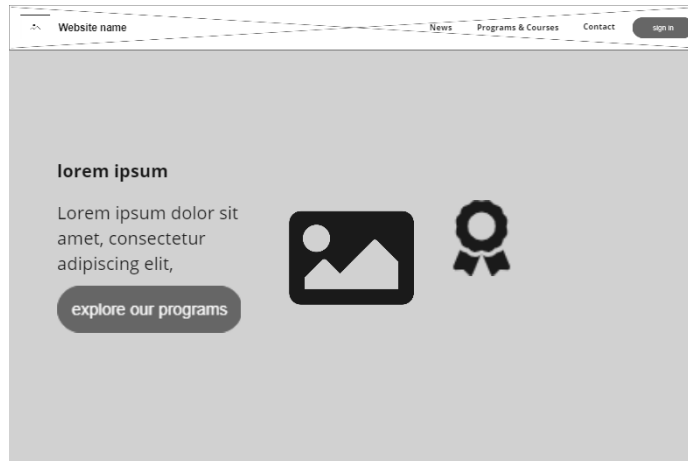 Website name
News
Programs & Courses
Contact
sign in
lorem ipsum
Lorem ipsum dolor sit
amet, consectetur
adipiscing elit,
explore our programs